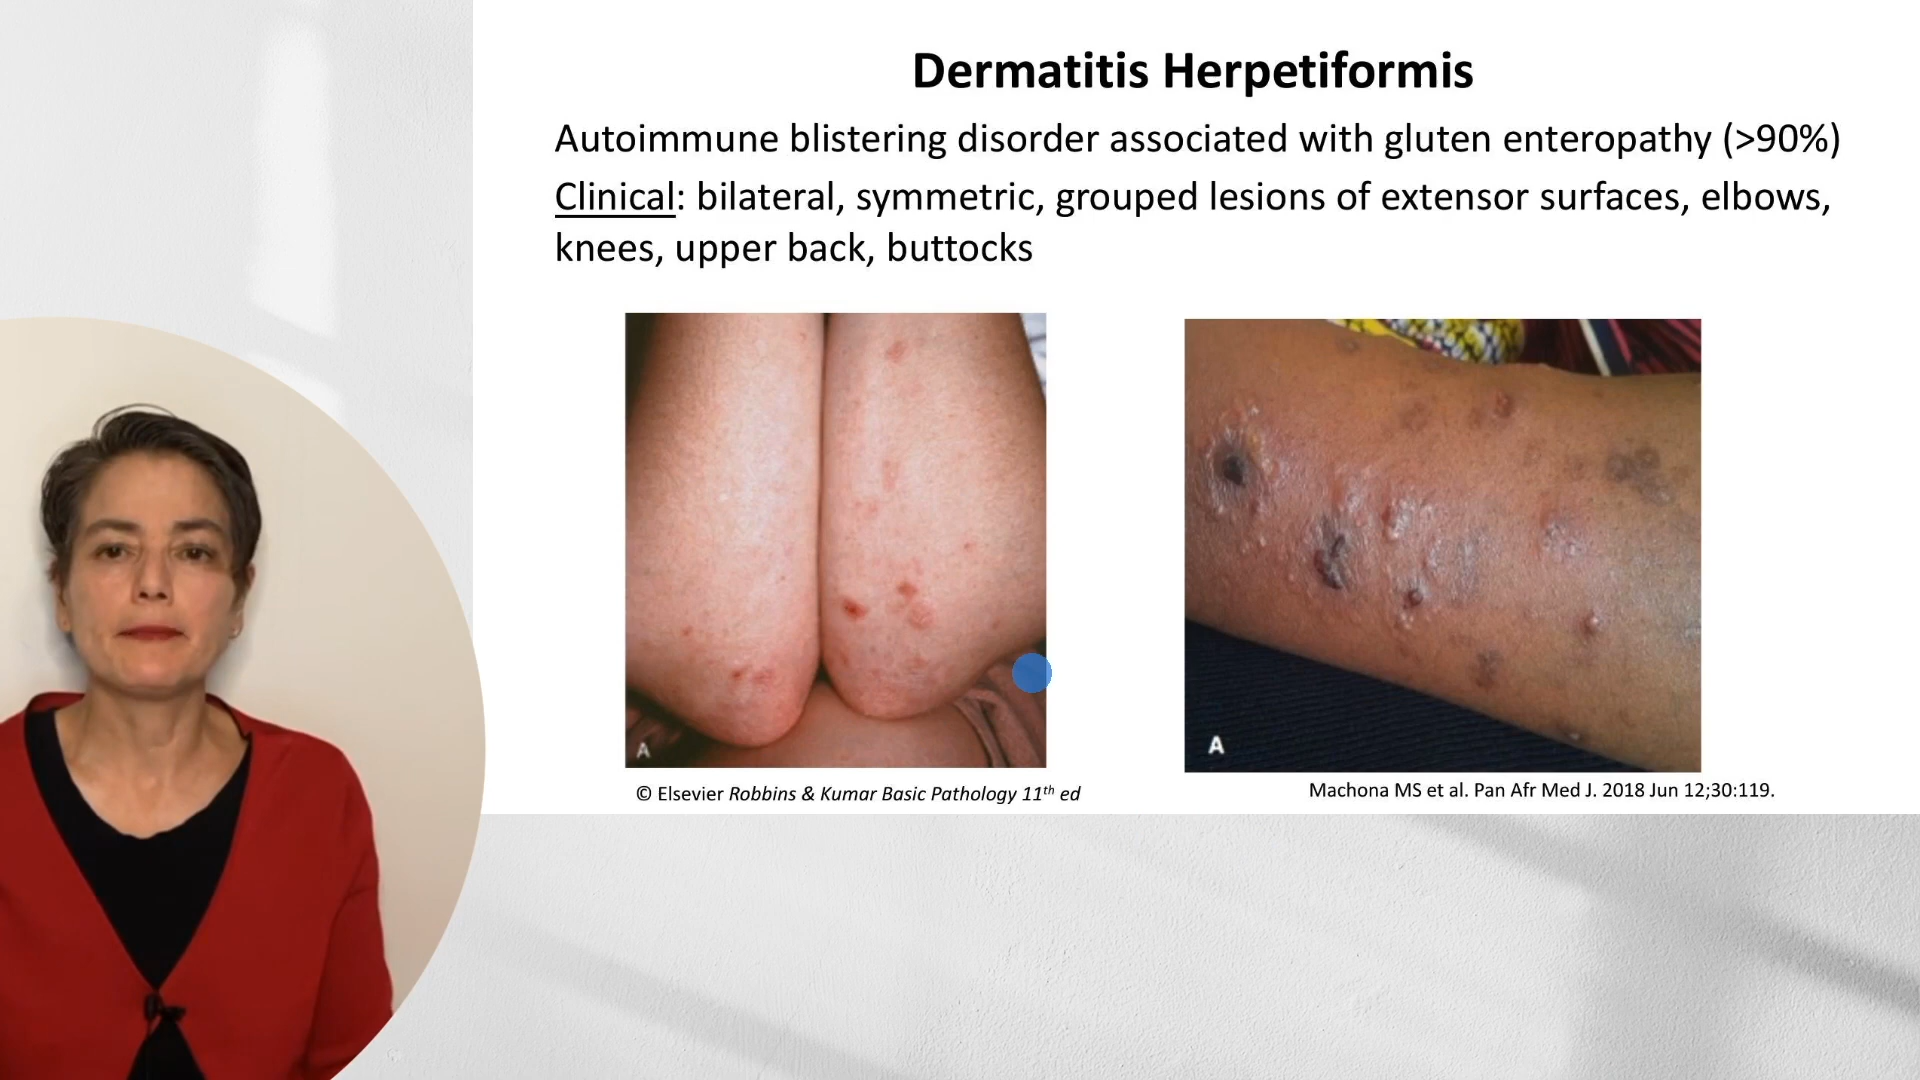 Dermatitis Herpetiformis
Autoimmune blistering disorder associated with gluten enteropathy (>90%)
Clinical: bilateral, symmetric, grouped lesions of extensor surfaces, elbows,
knees, upper back, buttocks
A
A
© Elsevier Robbins & Kumar Basic Pathology 11th ed
Machona MS et al. Pan Afr Med J. 2018 Jun 12;30:119.